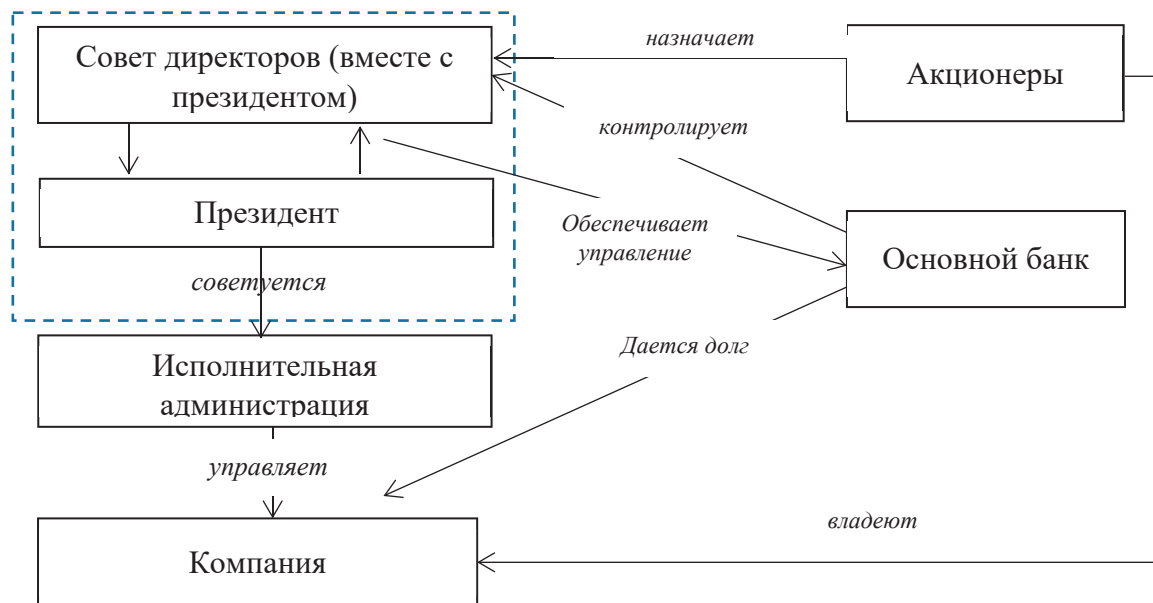 Совет директоров (вместе с
президентом)
назначает
Акционеры
контролирует
Президент
Обеспечивает
управление
Основной банк
советуется
Дается долг
Исполнительная
администрация
управляет
владеют
Компания